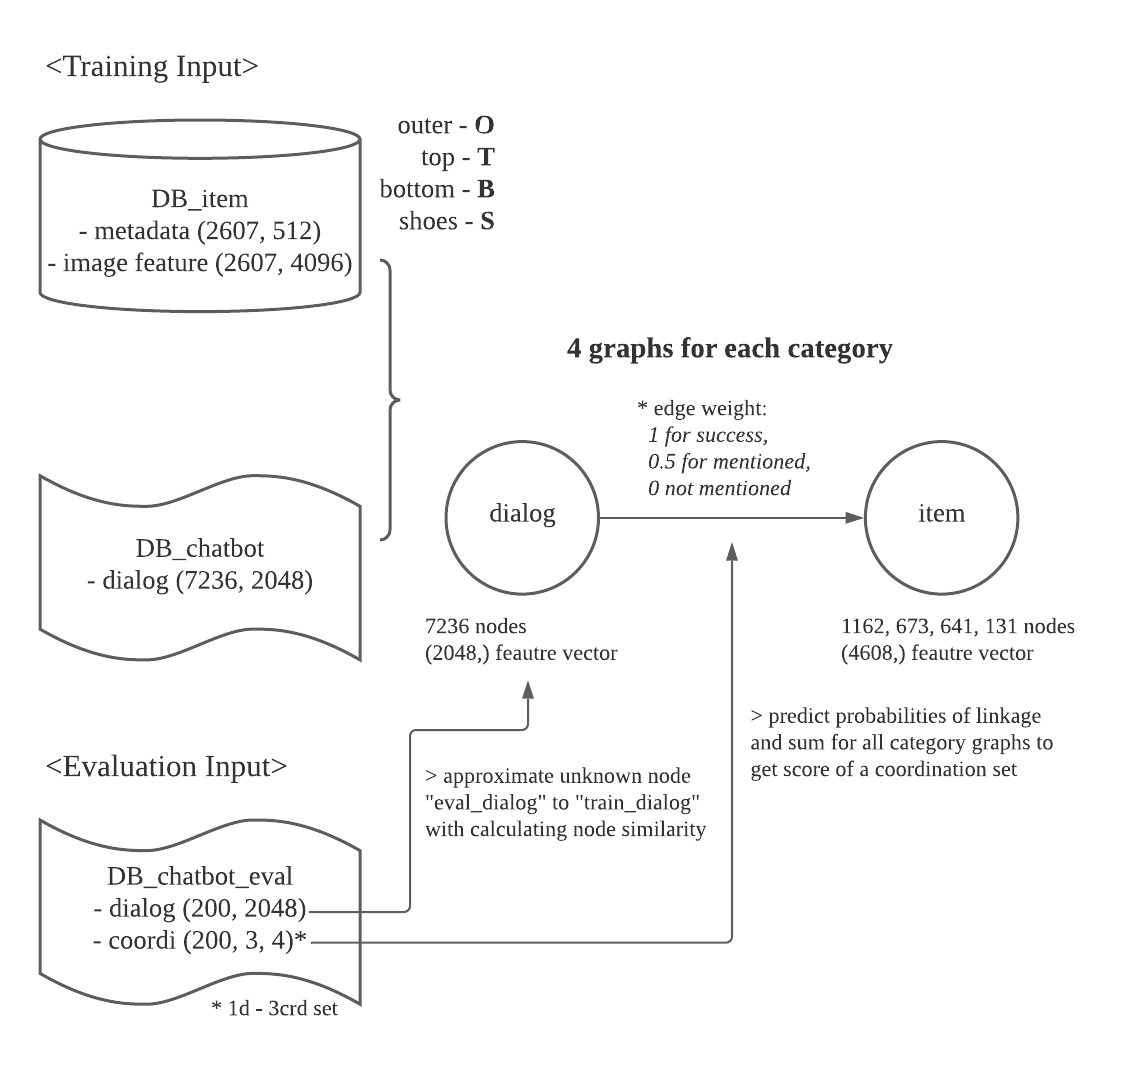 <Training Input>
DB_item
- metadata (2607, 512)
- image feature (2607, 4096)
outer - O
top - T
bottom - B
shoes - S
DB_chatbot
- dialog (7236, 2048)
4 graphs for each category
* edge weight:
1 for success,
0.5 for mentioned,
0 not mentioned
dialog
item
7236 nodes
(2048,) feautre vector
1162, 673, 641, 131 nodes
(4608,) feautre vector
> predict probabilities of linkage
and sum for all category graphs to
get score of a coordination set
<Evaluation Input>
> approximate unknown node
"eval_dialog" to "train_dialog"
with calculating node similarity
DB_chatbot_eval
- dialog (200, 2048)
- coordi (200, 3, 4)*
* 1d - 3crd set